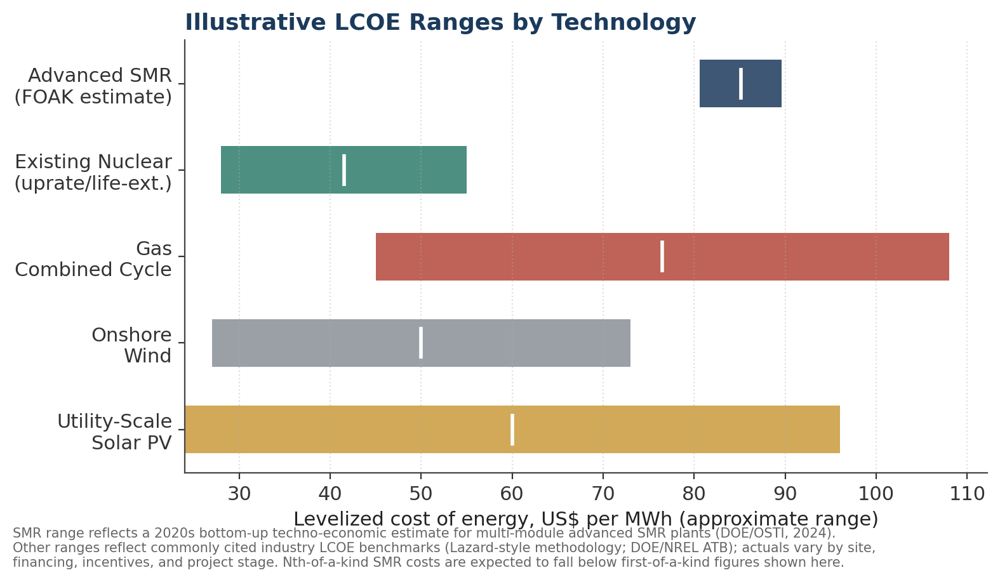 Illustrative LCOE Ranges by Technology
Advanced SMR
(FOAK estimate)
Existing Nuclear
(uprate/life-ext.)
Gas
Combined Cycle
Onshore
Wind
Utility-Scale
Solar PV
30 40 50 60 70 80 90 100 110
Levelized cost of energy, US$ per MWh (approximate range)
SMR range reflects a 2020s bottom-up techno-economic estimate for multi-module advanced SMR plants (DOE/OSTI, 2024).
Other ranges reflect commonly cited industry LCOE benchmarks (Lazard-style methodology; DOE/NREL ATB); actuals vary by site,
financing, incentives, and project stage. Nth-of-a-kind SMR costs are expected to fall below first-of-a-kind figures shown here.